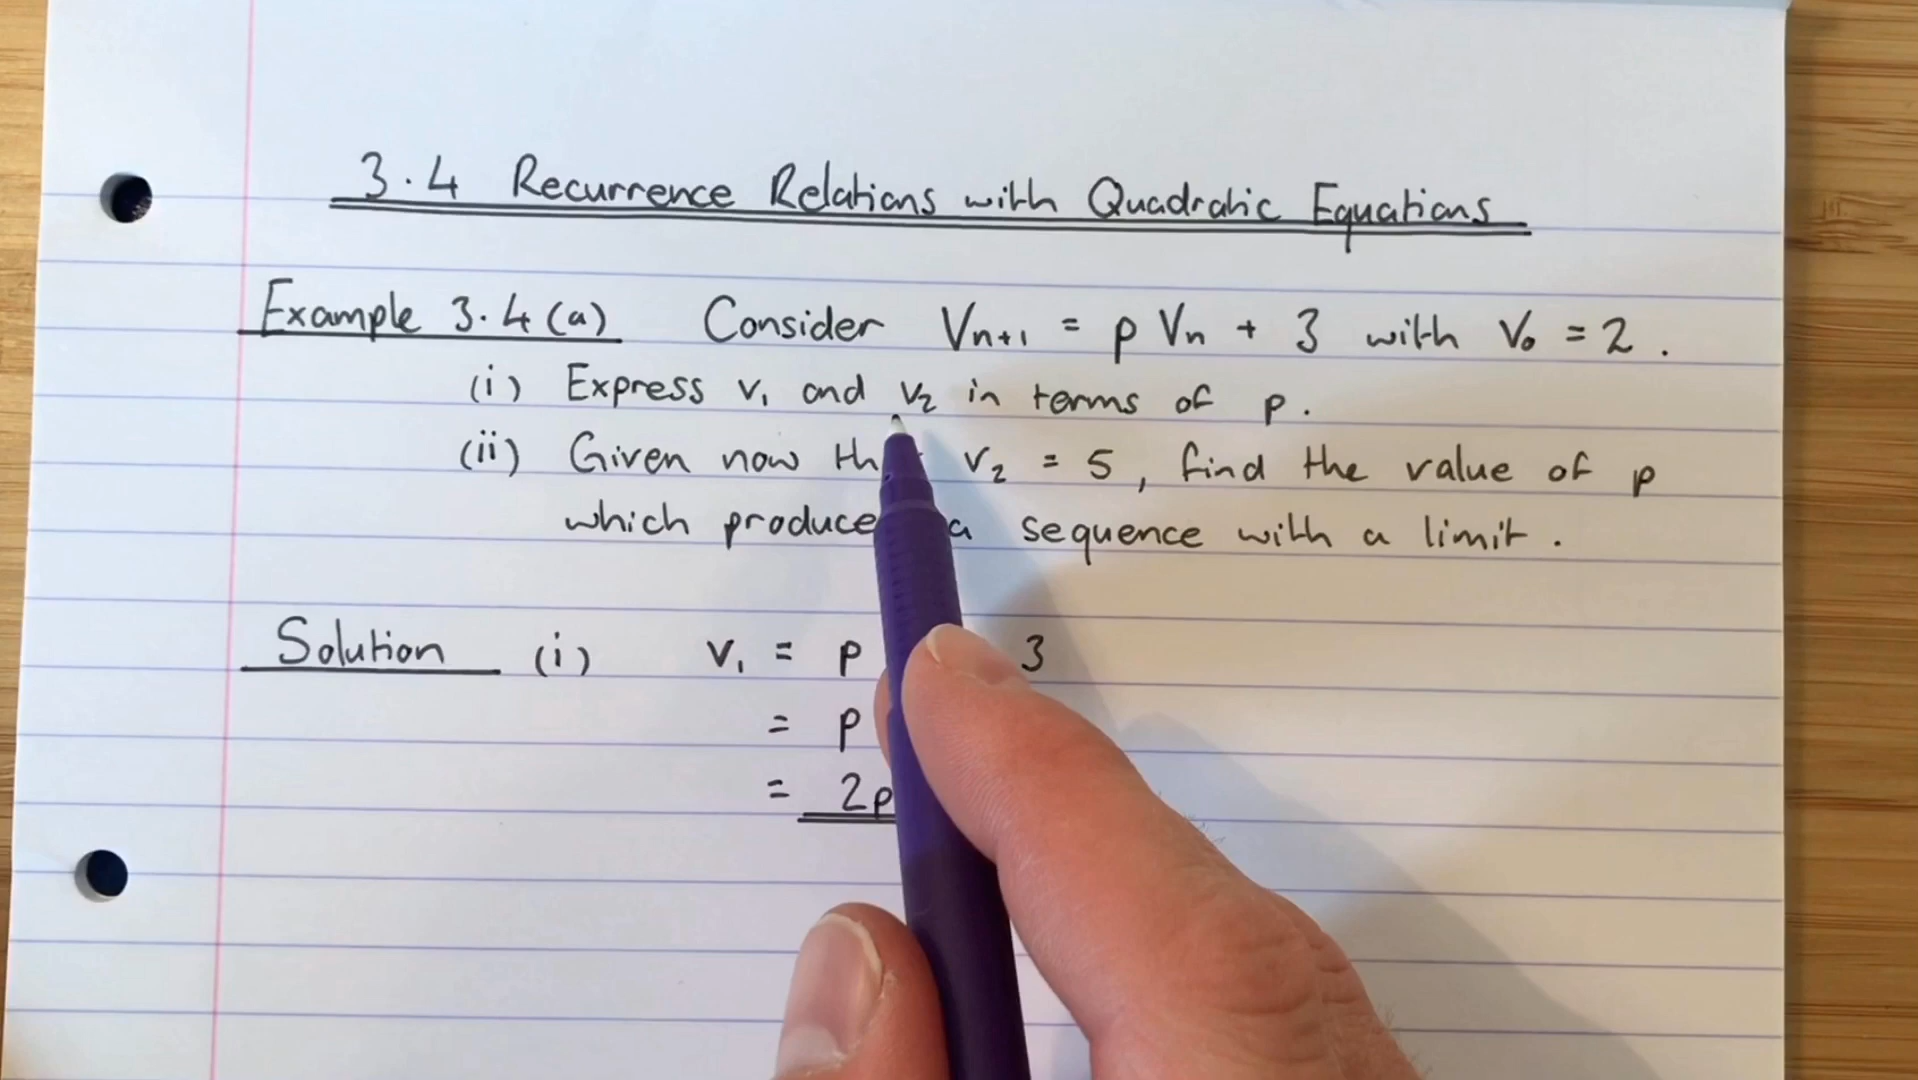 3.4 Recurrence Relations with Quadratic Equations
Example 3.4 (a) Consider Vn+1 = p Vn + 3 with V₀ = 2 .
(i) Express v₁ and v₂ in terms of p .
(ii) Given now v₂ = 5 , find the value of p
which a sequence with a limit .
Solution (i) v₁ = p 3
= p
= 2p